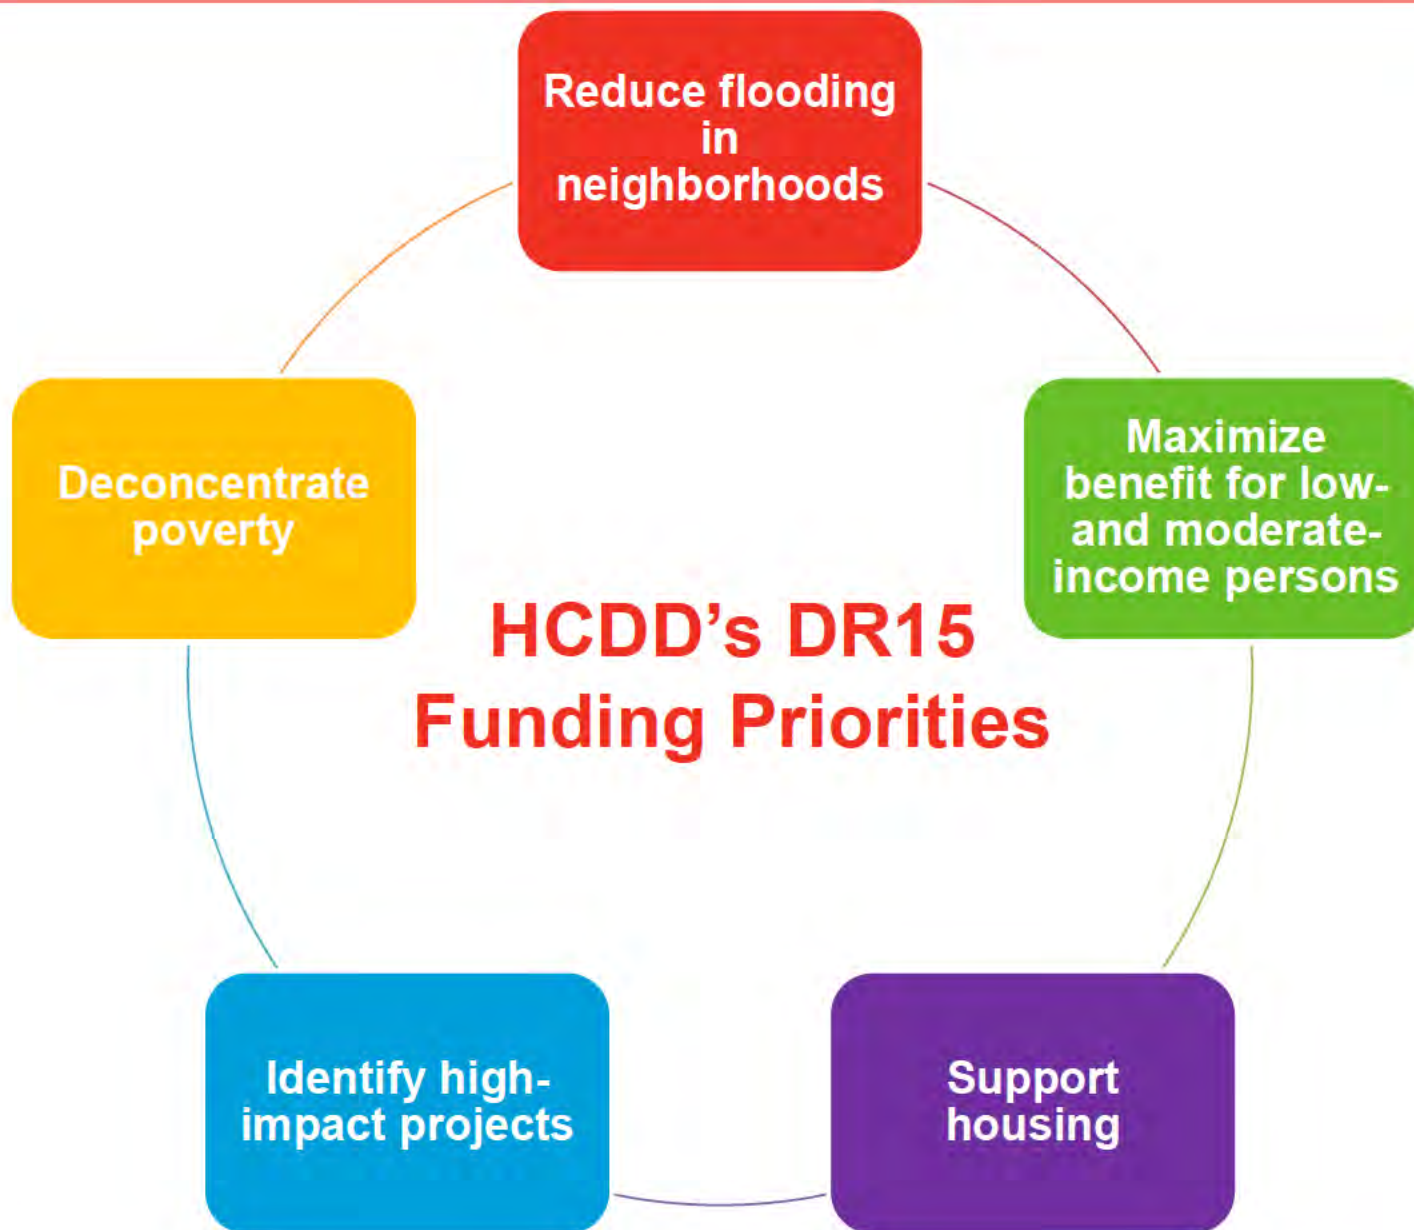 Reduce flooding
in
neighborhoods
Maximize
benefit for low-
and moderate-
income persons
Support
housing
Identify high-
impact projects
Deconcentrate
poverty
HCDD’s DR15
Funding Priorities